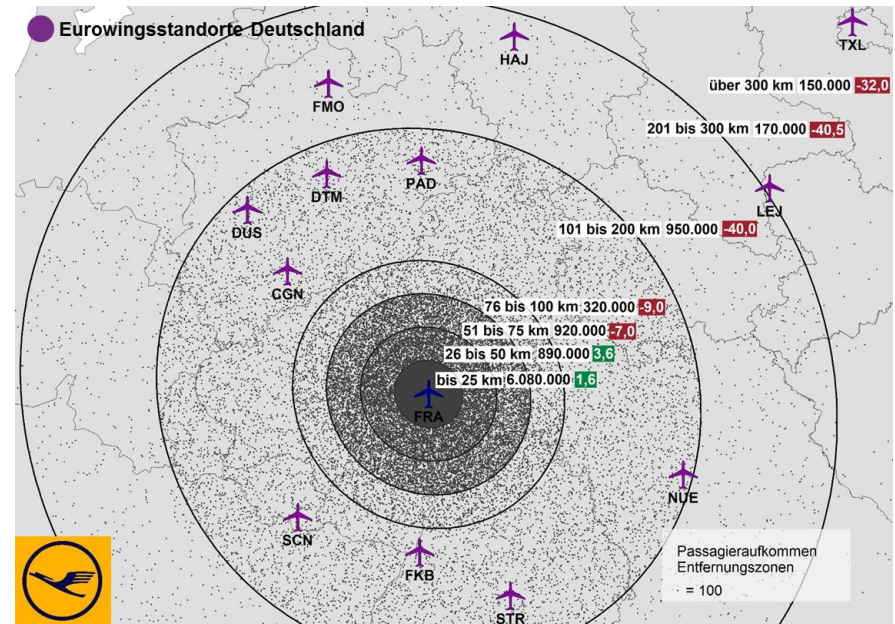 Eurowingsstandorte Deutschland
TXL
HAJ
über 300 km 150.000 -32,0
FMO
201 bis 300 km 170.000 -40,5
PAD
DTM
LEJ
DUS
101 bis 200 km 950.000 -40,0
CGN
76 bis 100 km 320.000 -9,0
51 bis 75 km 920.000 -7,0
26 bis 50 km 890.000 3,6
bis 25 km 6.080.000 1,6
FRA
NUE
SCN
Passagieraufkommen
Entfernungszonen
FKB
= 100
STR